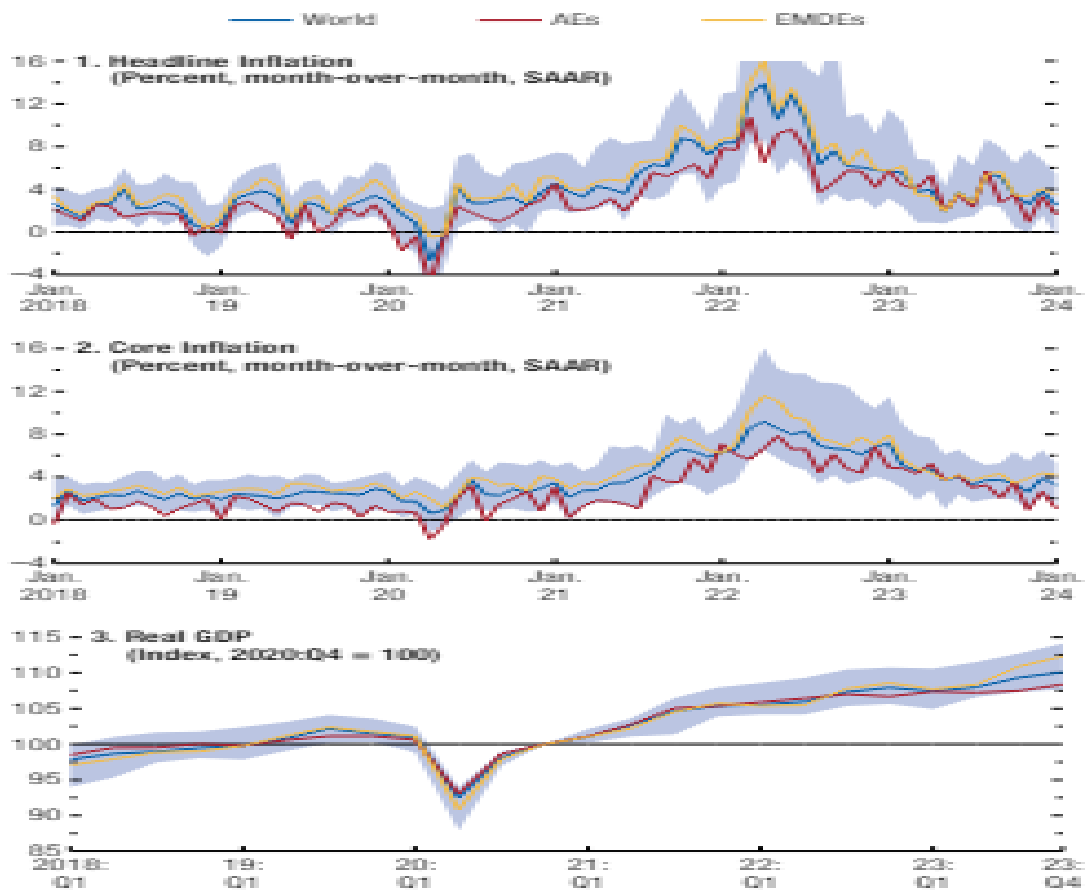 World AEs EMDEs
16 1. Headline Inflation
(Percent, month-over-month, SAAR)
12
8
4
0
−4
Jan. Jan. Jan. Jan. Jan. Jan. Jan.
2018 19 20 21 22 23 24
16 2. Core Inflation
(Percent, month-over-month, SAAR)
12
8
4
0
−4
Jan. Jan. Jan. Jan. Jan. Jan. Jan.
2018 19 20 21 22 23 24
115 3. Real GDP
(Index, 2020:Q4 = 100)
110
105
100
95
90
85
2018: 19: 20: 21: 22: 23: 23:
Q1 Q1 Q1 Q1 Q1 Q1 Q4